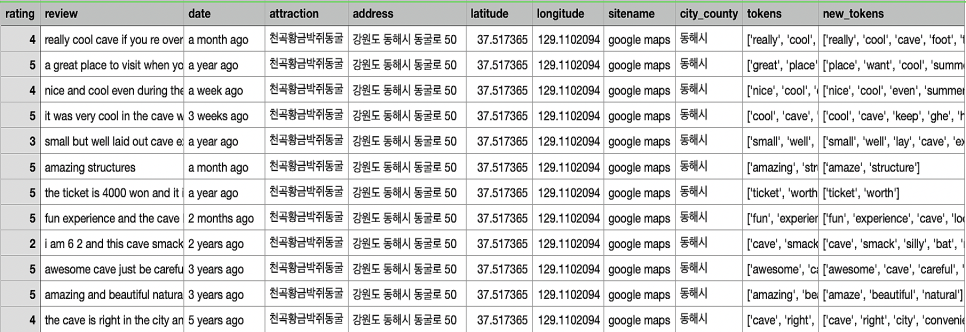 rating review date attraction address latitude longitude sitename city_county tokens new_tokens
4 really cool cave if you re over a month ago 천곡황금박쥐동굴 강원도 동해시 동굴로 50 37.517365 129.1102094 google maps 동해시 ['really', 'cool', ['really', 'cool', 'cave', 'foot',
5 a great place to visit when yo a year ago 천곡황금박쥐동굴 강원도 동해시 동굴로 50 37.517365 129.1102094 google maps 동해시 ['great', 'place' ['place', 'want', 'cool', 'summe
4 nice and cool even during the a week ago 천곡황금박쥐동굴 강원도 동해시 동굴로 50 37.517365 129.1102094 google maps 동해시 ['nice', 'cool', ['nice', 'cool', 'even', 'summer
5 it was very cool in the cave w 3 weeks ago 천곡황금박쥐동굴 강원도 동해시 동굴로 50 37.517365 129.1102094 google maps 동해시 ['cool', 'cave', ['cool', 'cave', 'keep', 'ghe', 'h
3 small but well laid out cave e a year ago 천곡황금박쥐동굴 강원도 동해시 동굴로 50 37.517365 129.1102094 google maps 동해시 ['small', 'well', ['small', 'well', 'lay', 'cave', 'ex
5 amazing structures a month ago 천곡황금박쥐동굴 강원도 동해시 동굴로 50 37.517365 129.1102094 google maps 동해시 ['amazing', 'str ['amaze', 'structure']
5 the ticket is 4000 won and it i a year ago 천곡황금박쥐동굴 강원도 동해시 동굴로 50 37.517365 129.1102094 google maps 동해시 ['ticket', 'worth ['ticket', 'worth']
5 fun experience and the cave 2 months ago 천곡황금박쥐동굴 강원도 동해시 동굴로 50 37.517365 129.1102094 google maps 동해시 ['fun', 'experier ['fun', 'experience', 'cave', 'loc
2 i am 6 2 and this cave smack 2 years ago 천곡황금박쥐동굴 강원도 동해시 동굴로 50 37.517365 129.1102094 google maps 동해시 ['cave', 'smack ['cave', 'smack', 'silly', 'bat',
5 awesome cave just be carefu 3 years ago 천곡황금박쥐동굴 강원도 동해시 동굴로 50 37.517365 129.1102094 google maps 동해시 ['awesome', 'ca ['awesome', 'cave', 'careful',
5 amazing and beautiful natura 3 years ago 천곡황금박쥐동굴 강원도 동해시 동굴로 50 37.517365 129.1102094 google maps 동해시 ['amazing', 'be ['amaze', 'beautiful', 'natural']
4 the cave is right in the city an 5 years ago 천곡황금박쥐동굴 강원도 동해시 동굴로 50 37.517365 129.1102094 google maps 동해시 ['cave', 'right', ['cave', 'right', 'city', 'convenie